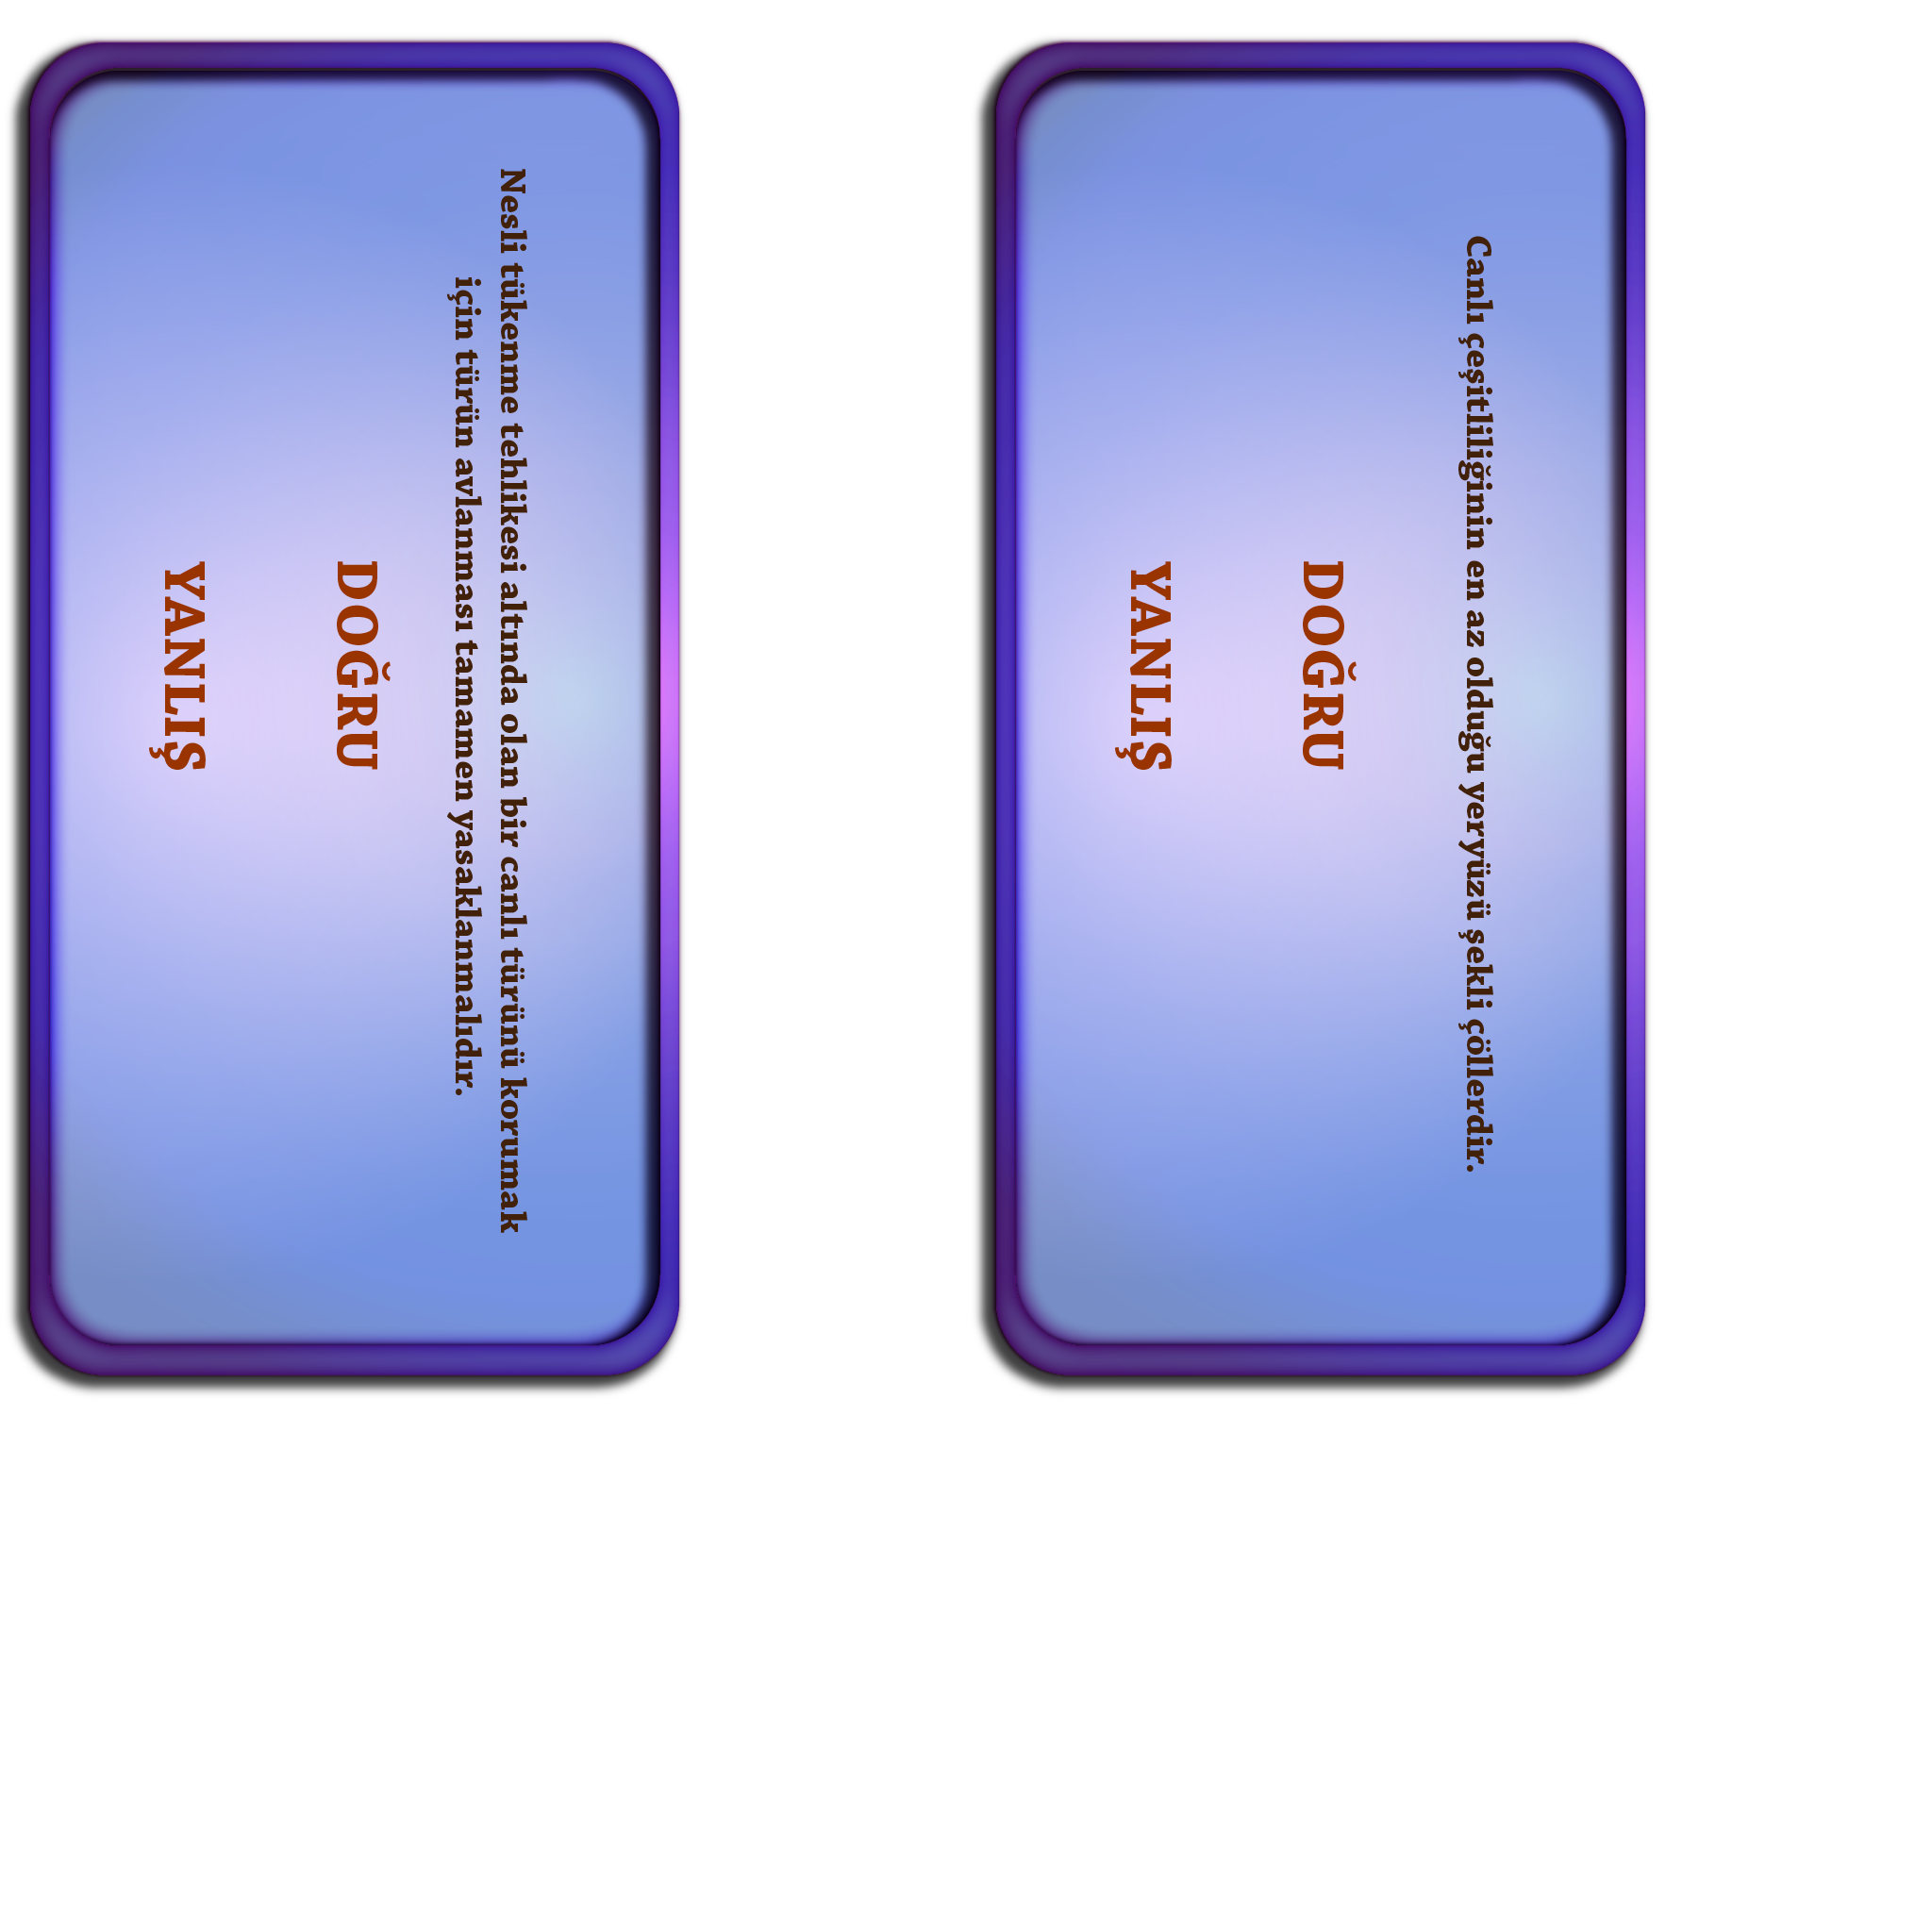 Nesli tükenme tehlikesi altında olan bir canlı türünü korumak
için türün avlanması tamamen yasaklanmalıdır.
DOĞRU
YANLIŞ
Canlı çeşitliliğinin en az olduğu yeryüzü şekli çöllerdir.
DOĞRU
YANLIŞ